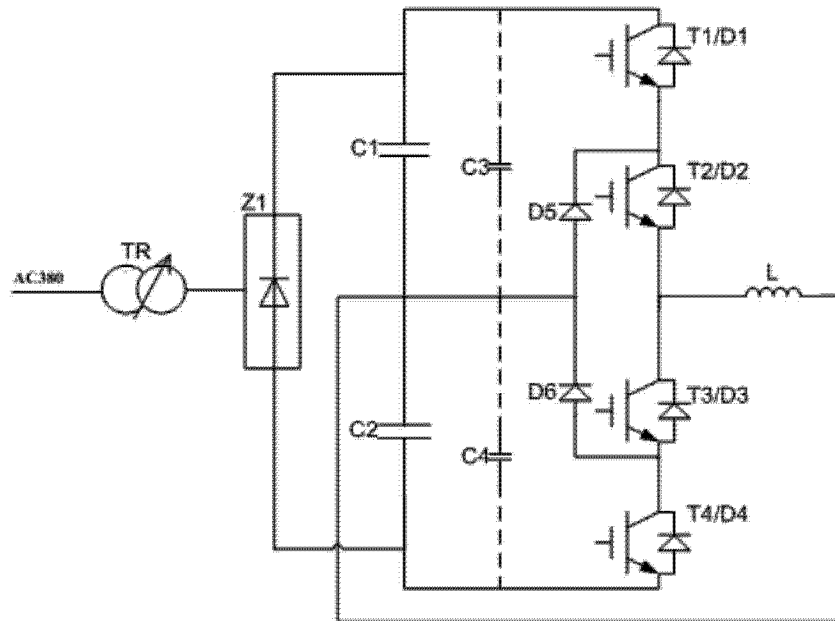 T1/D1
C1
C3
T2/D2
Z1
D5
TR
AC380
L
D6
T3/D3
C2
C4
T4/D4